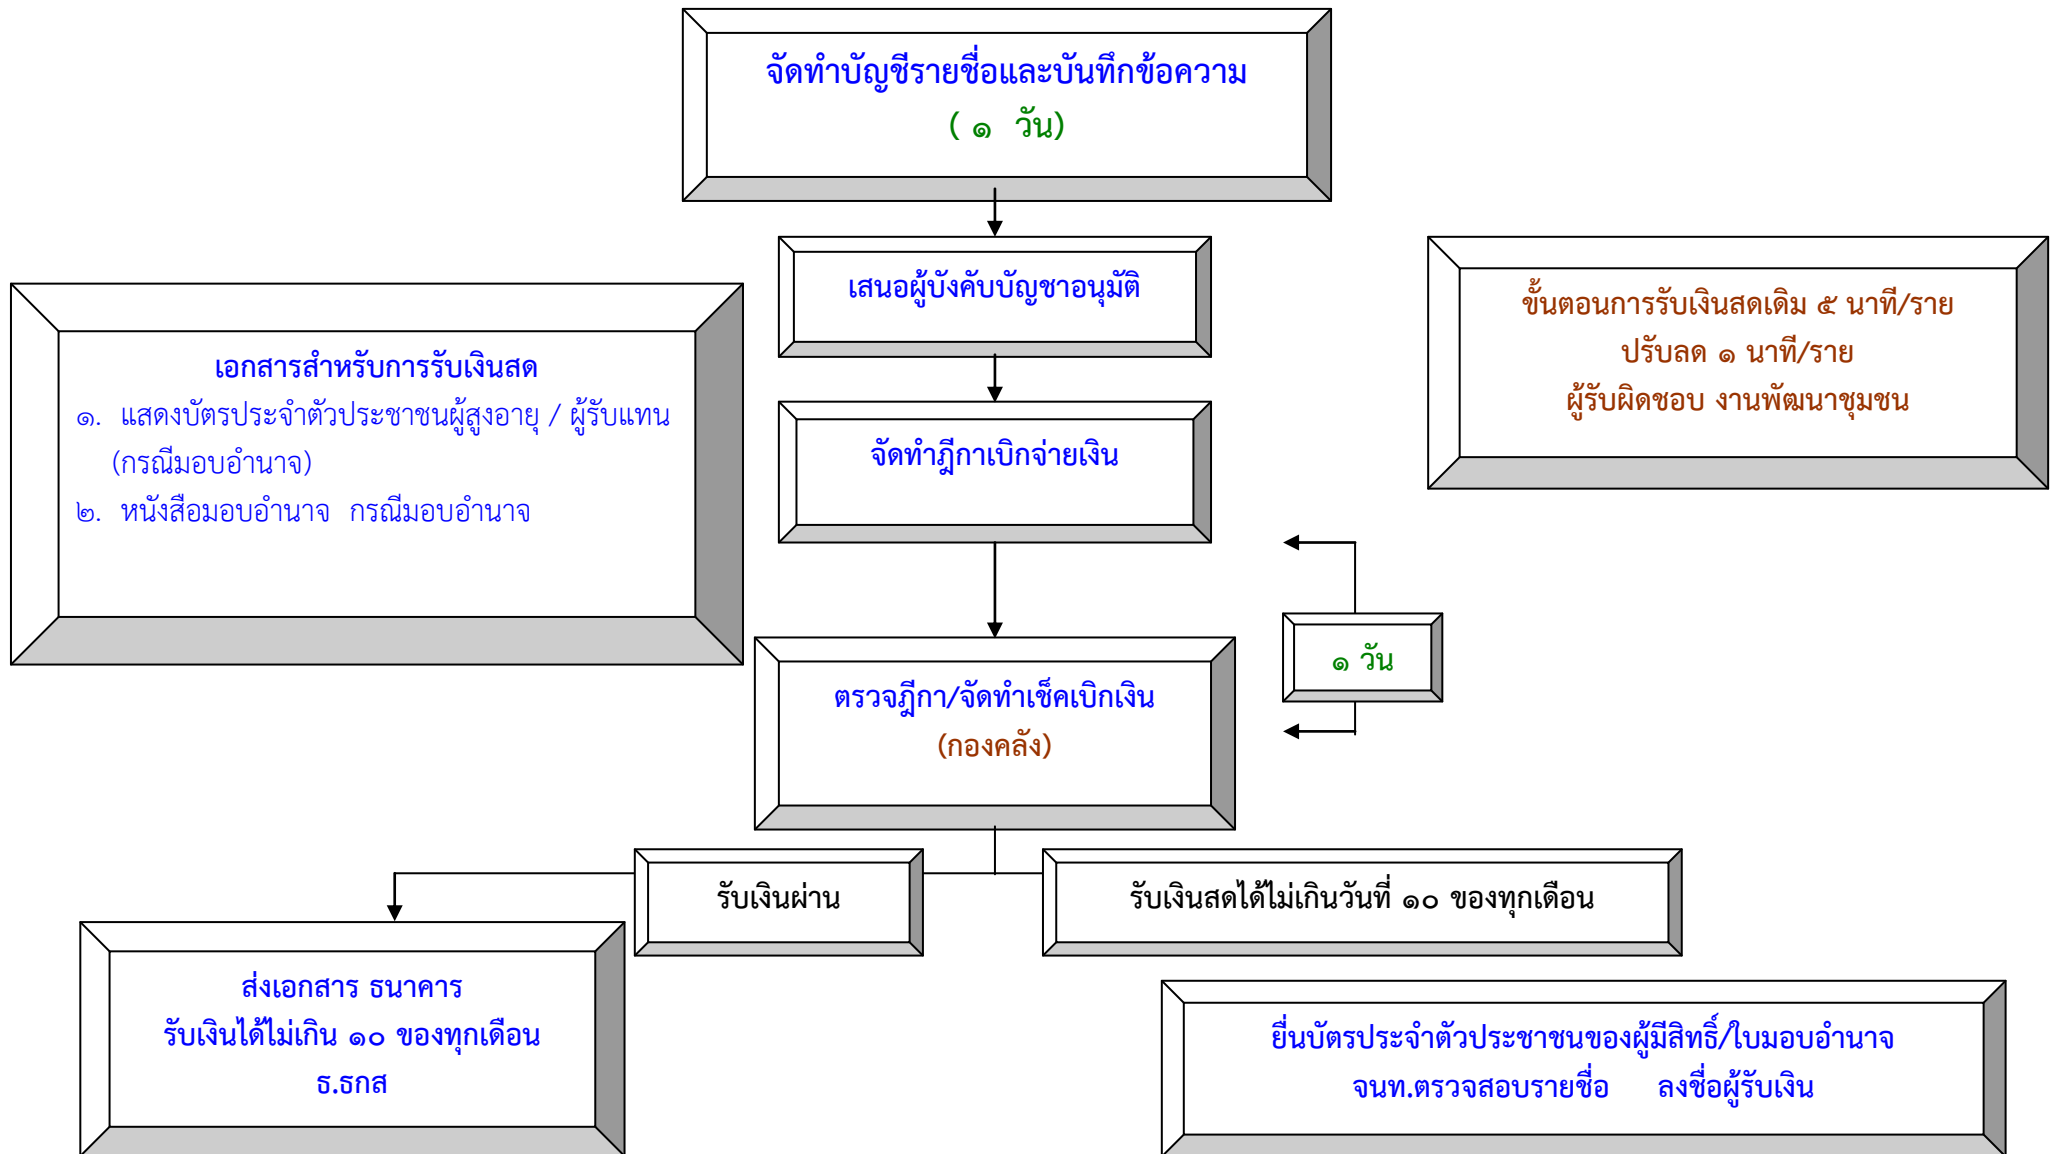 จัดทำบัญชีรายชื่อและบันทึกข้อความ
( ๑ วัน)
เสนอผู้บังคับบัญชาอนุมัติ
ขั้นตอนการรับเงินสดเดิม ๕ นาที/ราย
ปรับลด ๑ นาที/ราย
ผู้รับผิดชอบ งานพัฒนาชุมชน
เอกสารสำหรับการรับเงินสด
๑. แสดงบัตรประจำตัวประชาชนผู้สูงอายุ / ผู้รับแทน
(กรณีมอบอำนาจ)
๒. หนังสือมอบอำนาจ กรณีมอบอำนาจ
จัดทำฎีกาเบิกจ่ายเงิน
๑ วัน
ตรวจฎีกา/จัดทำเช็คเบิกเงิน
(กองคลัง)
รับเงินผ่าน
รับเงินสดได้ไม่เกินวันที่ ๑๐ ของทุกเดือน
ส่งเอกสาร ธนาคาร
รับเงินได้ไม่เกิน ๑๐ ของทุกเดือน
ธ.ธกส
ยื่นบัตรประจำตัวประชาชนของผู้มีสิทธิ์/ใบมอบอำนาจ
จนท.ตรวจสอบรายชื่อ ลงชื่อผู้รับเงิน